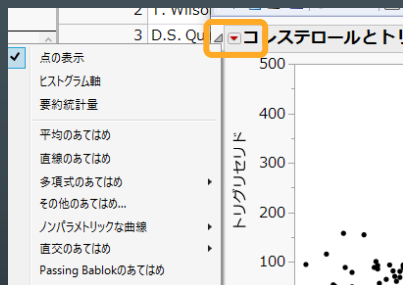 2 T. Wilso
3 D.S. Qu
コレステロールとトリ
点の表示
ヒストグラム軸
要約統計量
平均のあてはめ
直線のあてはめ
多項式のあてはめ
その他のあてはめ...
ノンパラメトリックな曲線
直交のあてはめ
Passing Bablokのあてはめ
トリグリセリド
500
400
300
200
100